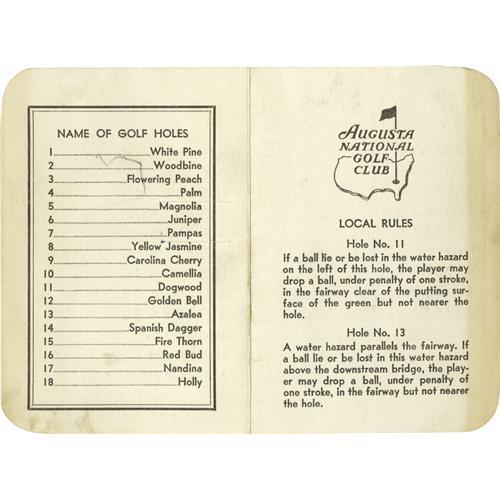 NAME OF GOLF HOLES
1 White Pine
2 Woodbine
3 Flowering Peach
4 Palm
5 Magnolia
6 Juniper
7 Pampas
8 Yellow Jasmine
9 Carolina Cherry
10 Camellia
11 Dogwood
12 Golden Bell
13 Azalea
14 Spanish Dagger
15 Fire Thorn
16 Red Bud
17 Nandina
18 Holly
AUGUSTA
NATIONAL
GOLF
CLUB
LOCAL RULES
Hole No. 11
If a ball lie or be lost in the water hazard
on the left of this hole, the player may
drop a ball, under penalty of one stroke,
in the fairway clear of the putting sur-
face of the green but not nearer the
hole.
Hole No. 13
A water hazard parallels the fairway. If
a ball lie or be lost in this water hazard
above the downstream bridge, the play-
er may drop a ball, under penalty of
one stroke, in the fairway but not nearer
the hole.